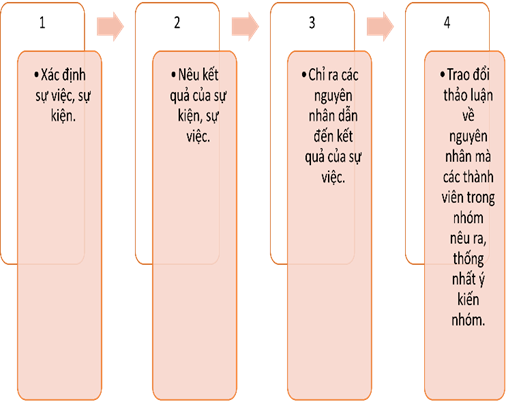 1
• Xác định
sự việc, sự
kiện.
2
• Nêu kết
quả của sự
kiện, sự
việc.
3
• Chỉ ra các
nguyên
nhân dẫn
đến kết
quả của sự
việc.
4
• Trao đổi
thảo luận
về
nguyên
nhân mà
các thành
viên trong
nhóm
nêu ra,
thống
nhất ý
kiến
nhóm.